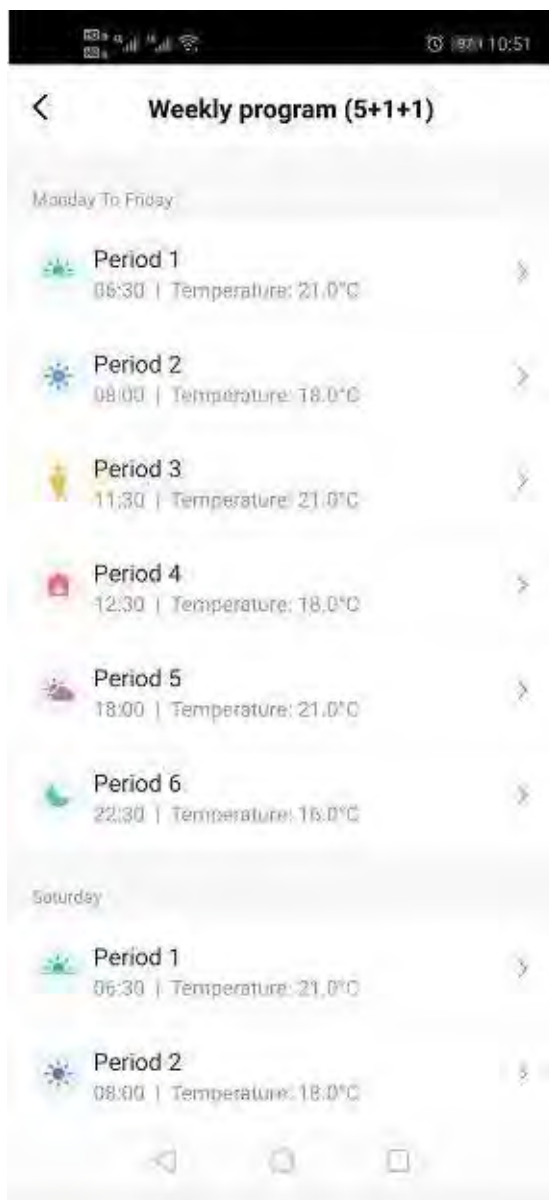 10:51
Weekly program (5+1+1)
Monday To Friday
Period 1
06:30 | Temperature: 21.0°C
Period 2
08:00 | Temperature: 18.0°C
Period 3
11:30 | Temperature: 21.0°C
Period 4
12:30 | Temperature: 18.0°C
Period 5
18:00 | Temperature: 21.0°C
Period 6
22:30 | Temperature: 16.0°C
Saturday
Period 1
06:30 | Temperature: 21.0°C
Period 2
08:00 | Temperature: 18.0°C